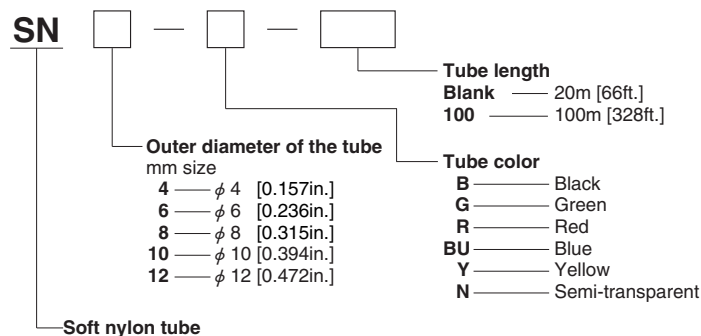 SN □ — □ — □
Tube length
Blank — 20m [66ft.]
100 — 100m [328ft.]
Outer diameter of the tube
mm size
4 — ϕ 4 [0.157in.]
6 — ϕ 6 [0.236in.]
8 — ϕ 8 [0.315in.]
10 — ϕ 10 [0.394in.]
12 — ϕ 12 [0.472in.]
Tube color
B — Black
G — Green
R — Red
BU — Blue
Y — Yellow
N — Semi-transparent
Soft nylon tube